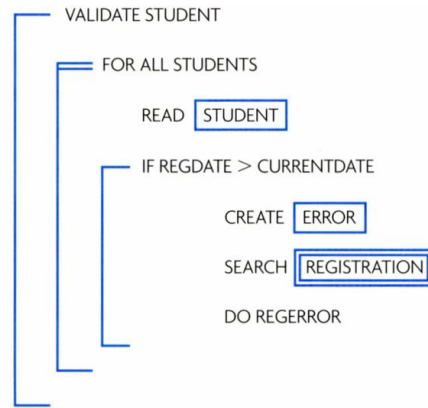 VALIDATE STUDENT
FOR ALL STUDENTS
READ STUDENT
IF REGDATE > CURRENTDATE
CREATE ERROR
SEARCH REGISTRATION
DO REGERROR